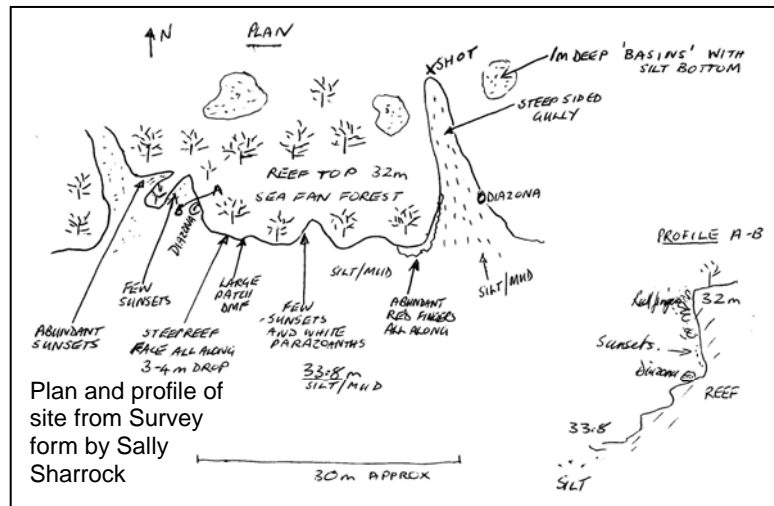 N
PLAN
SHOT
1M DEEP 'BASINS' WITH
SILT BOTTOM
STEEP SIDED
GULLY
REEF TOP 32m
SEA FAN FOREST
A
B
DIAZONA
DIAZONA
PROFILE A-B
SILT/MUD
SILT/MUD
FEW
SUNSETS
ABUNDANT
SUNSETS
STEEP REEF
FACE ALL ALONG
3-4m DROP
LARGE
PATCH
DMF
FEW
SUNSETS
AND WHITE
PARAZOANTHS
33.8m
SILT/MUD
ABUNDANT
RED FINGERS
ALL ALONG
Red fingers
32m
Sunsets.
Diazona
REEF
33.8
SILT
Plan and profile of
site from Survey
form by Sally
Sharrock
30m APPROX